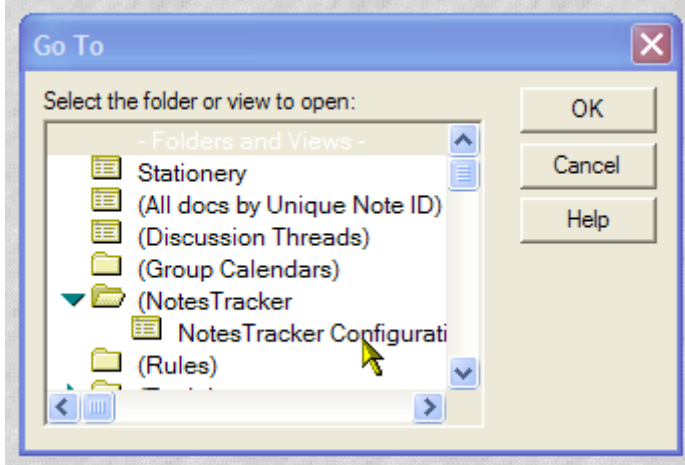 Go To
Select the folder or view to open:
- Folders and Views -
Stationery
(All docs by Unique Note ID)
(Discussion Threads)
(Group Calendars)
(NotesTracker
NotesTracker Configurati
(Rules)
OK
Cancel
Help